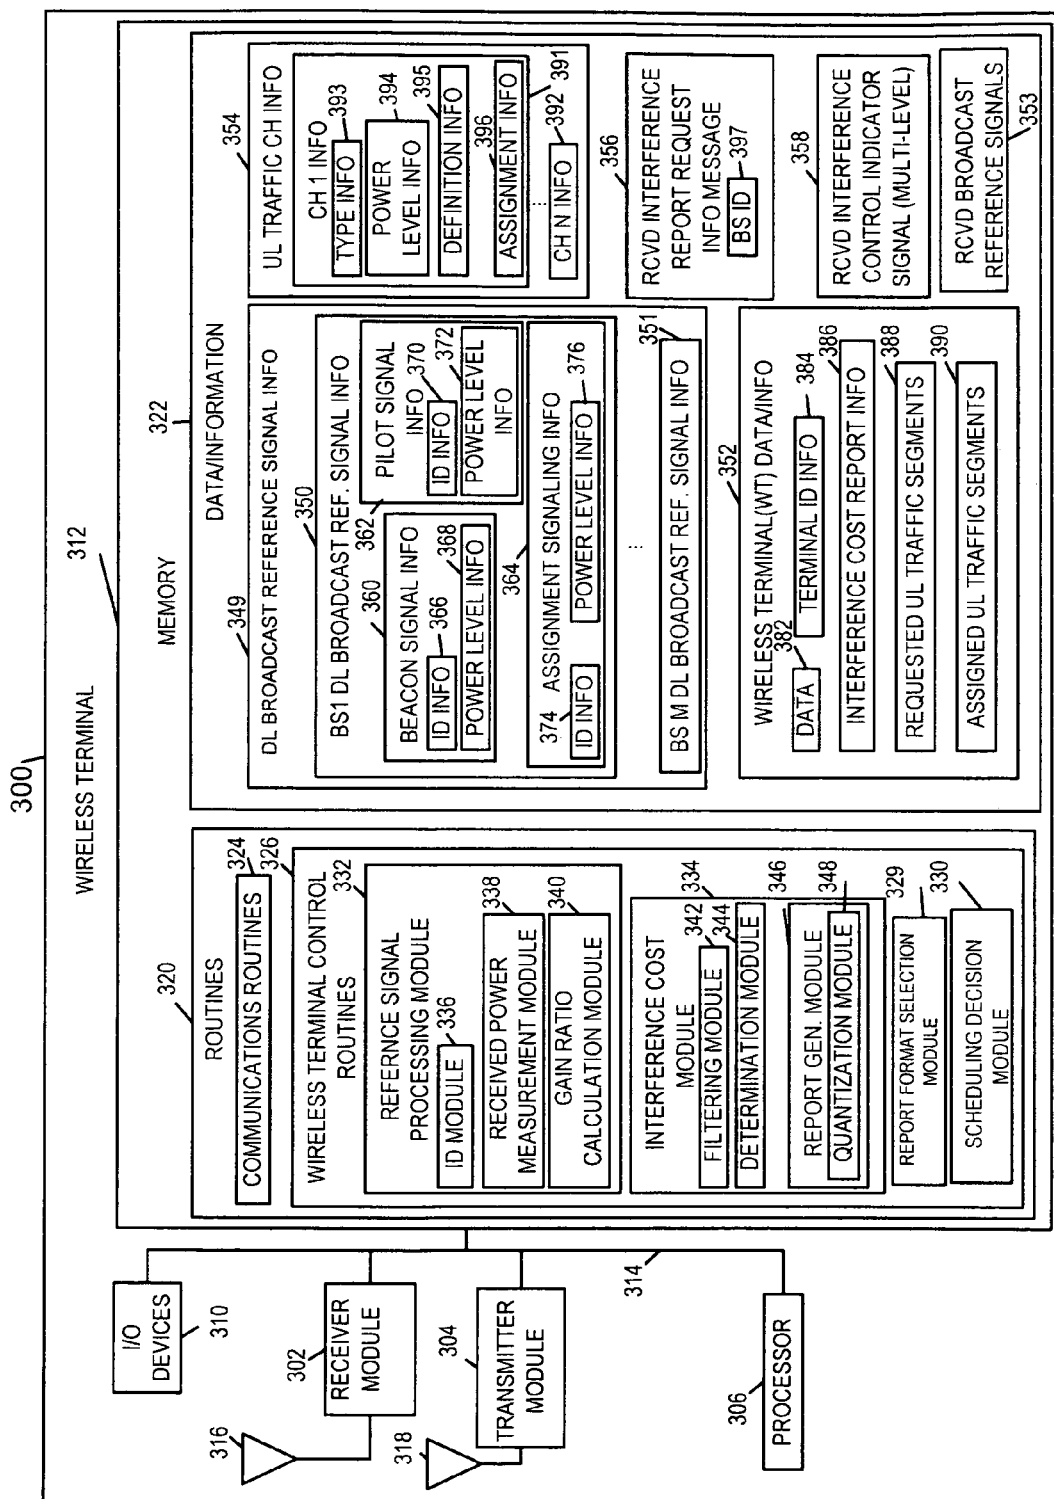 300
WIRELESS TERMINAL
312
MEMORY
I/O
DEVICES
310
316
302
RECEIVER
MODULE
318
304
TRANSMITTER
MODULE
314
306
PROCESSOR
320
ROUTINES
COMMUNICATIONS ROUTINES
324
326
WIRELESS TERMINAL CONTROL
ROUTINES
332
REFERNCE SIGNAL
PROCESSING MODULE
ID MODULE
336
RECEIVED POWER
MEASUREMENT MODULE
338
GAIN RATIO
CALCULATION MODULE
340
INTERFERENCE COST
MODULE
334
FILTERING MODULE
342
DETERMINATION MODULE
344
REPORT GEN. MODULE
346
QUANTIZATION MODULE
348
REPORT FORMAT SELECTION
MODULE
329
SCHEDULING DECISION
MODULE
330
322
DATA/INFORMATION
349
DL BROADCAST REFERENCE SIGNAL INFO
BS1 DL BROADCAST REF. SIGNAL INFO
350
BEACON SIGNAL INFO
360
ID INFO
366
POWER LEVEL INFO
368
362
PILOT SIGNAL
INFO
ID INFO
370
POWER LEVEL
INFO
372
364
ASSIGNMENT SIGNALING INFO
374
ID INFO
POWER LEVEL INFO
376
...
BS M DL BROADCAST REF. SIGNAL INFO
351
WIRELESS TERMINAL(WT) DATA/INFO
352
382
DATA
TERMINAL ID INFO
384
INTERFERENCE COST REPORT INFO
386
REQUESTED UL TRAFFIC SEGMENTS
388
ASSIGNED UL TRAFFIC SEGMENTS
390
354
UL TRAFFIC CH INFO
CH 1 INFO
TYPE INFO
393
POWER
LEVEL INFO
394
DEFINITION INFO
395
396
ASSIGNMENT INFO
391
...
CH N INFO
392
356
RCVD INTERFERENCE
REPORT REQUEST
INFO MESSAGE
BS ID
397
358
RCVD INTERFERENCE
CONTROL INDICATOR
SIGNAL (MULTI-LEVEL)
RCVD BROADCAST
REFERENCE SIGNALS
353